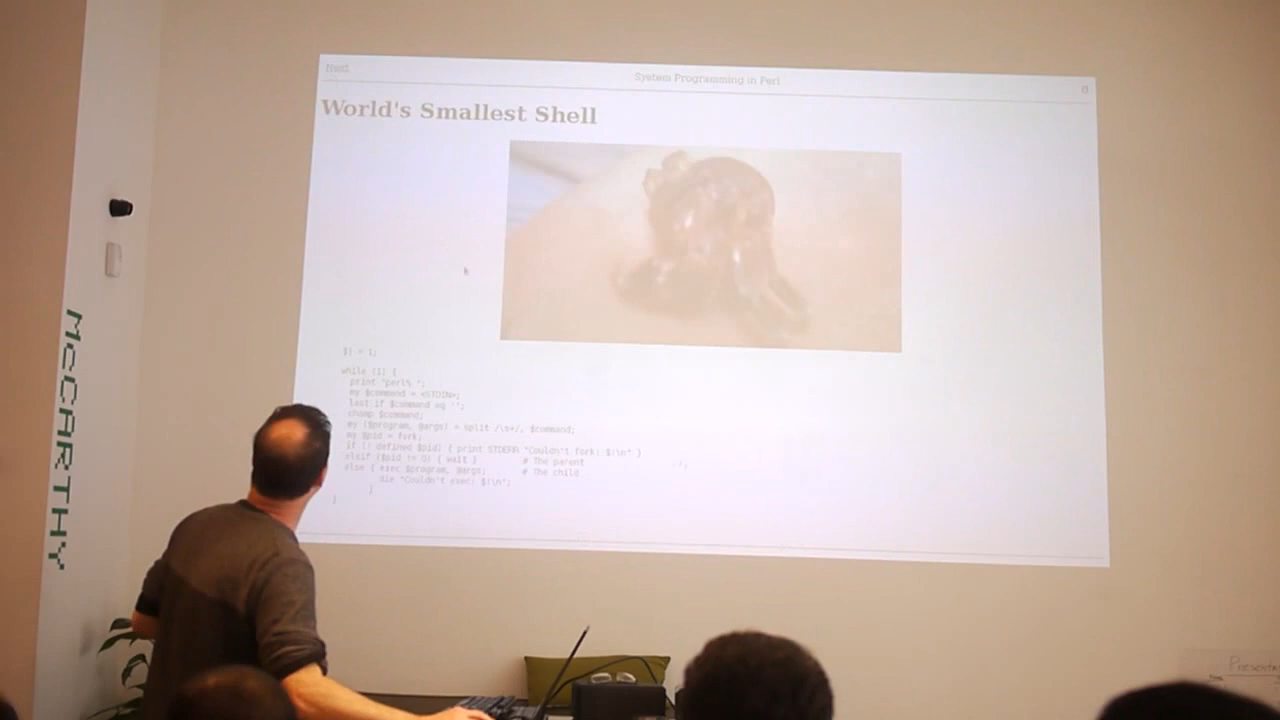 Next
System Programming in Perl
8
World's Smallest Shell
$| = 1;
while (1) {
print "perl% ";
my $command = <STDIN>;
last if $command eq '';
chomp $command;
my ($program, @args) = split /\s+/, $command;
my $pid = fork;
if (! defined $pid) { print STDERR "Couldn't fork: $!\n" }
elsif ($pid != 0) { wait } # The parent
else { exec $program, @args; # The child
die "Couldn't exec: $!\n";
}
}
MCCARTHY